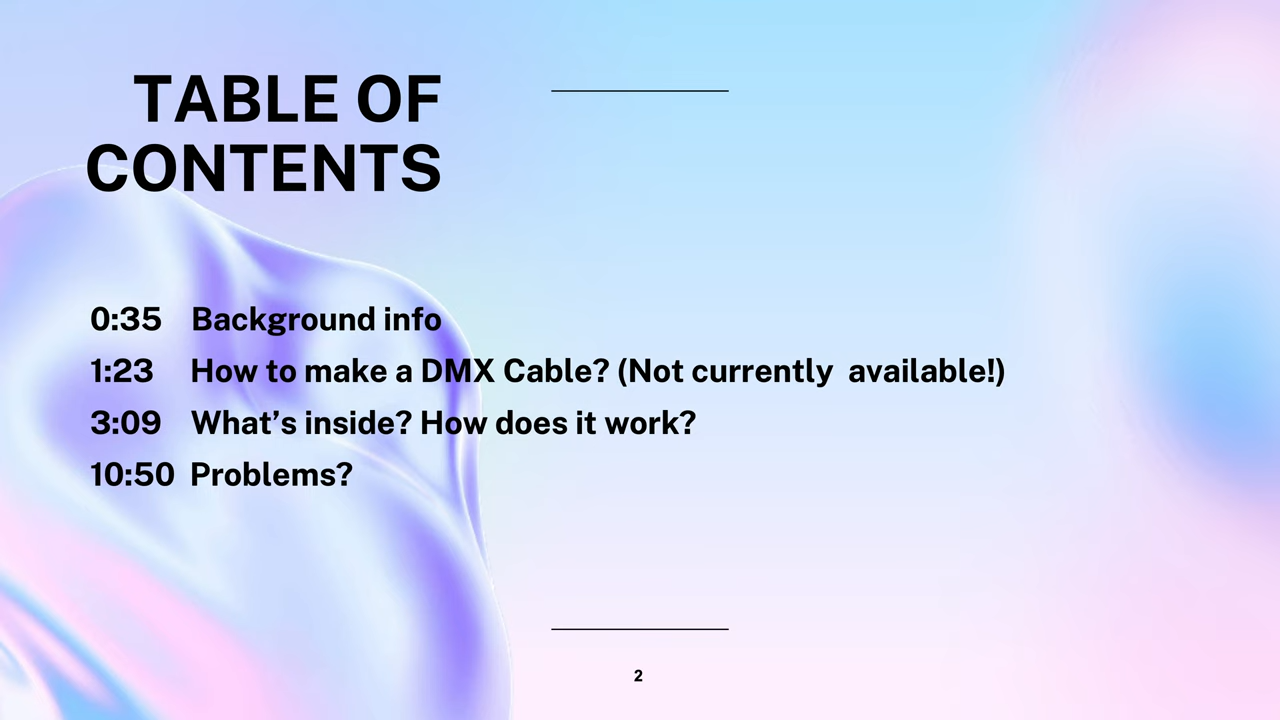 TABLE OF
CONTENTS
0:35 Background info
1:23 How to make a DMX Cable? (Not currently available!)
3:09 What’s inside? How does it work?
10:50 Problems?
2